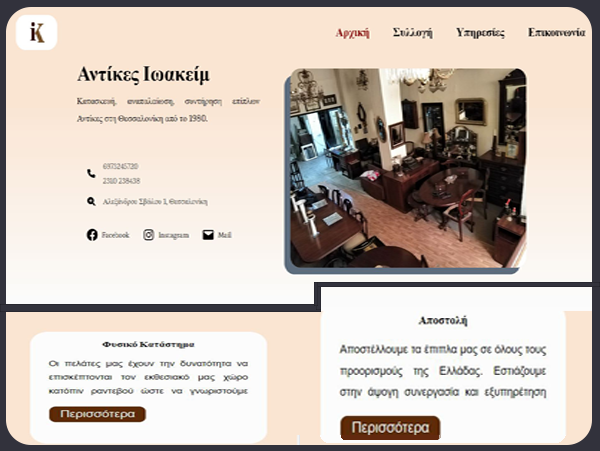 iK
Αρχική Συλλογή Υπηρεσίες Επικοινωνία
Αντίκες Ιωακείμ
Κατασκευή, αναπαλαίωση, συντήρηση επίπλων
Αντίκες στη Θεσσαλονίκη από το 1980.
6975245720
2310 238438
Αλεξάνδρου Σβώλου 1, Θεσσαλονίκη
Facebook Instagram Mail
Φυσικό Κατάστημα
Οι πελάτες μας έχουν την δυνατότητα να
επισκέπτονται τον εκθεσιακό μας χώρο
κατόπιν ραντεβού ώστε να γνωριστούμε
Περισσότερα
Αποστολή
Αποστέλλουμε τα έπιπλα μας σε όλους τους
προορισμούς της Ελλάδας. Εστιάζουμε
στην άψογη συνεργασία και εξυπηρέτηση
Περισσότερα